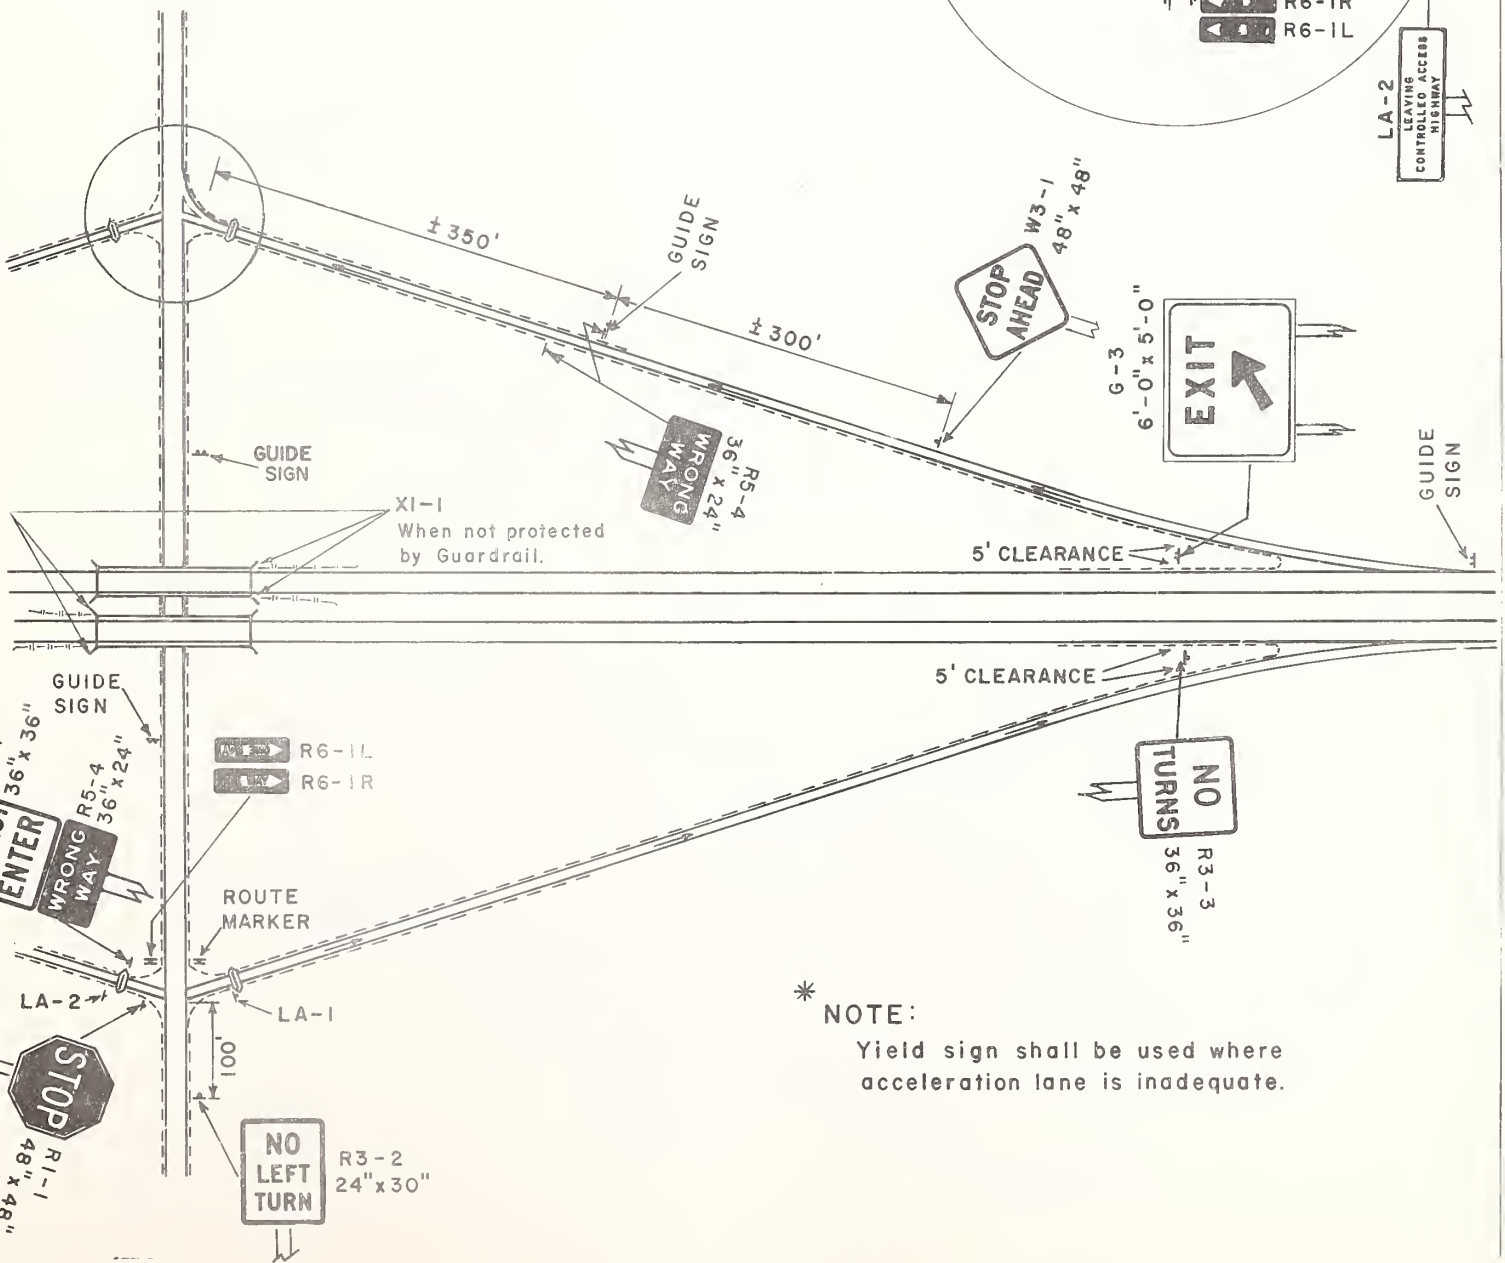 R6-1R
R6-1L
LA-2
LEAVING
CONTROLLED ACCESS
HIGHWAY
± 350'
GUIDE
SIGN
± 300'
W3-1
48" x 48"
STOP
AHEAD
G-3
6'-0" x 5'-0"
EXIT
GUIDE
SIGN
GUIDE
SIGN
WRONG
WAY
R5-4
36" x 24"
X1-1
When not protected
by Guardrail.
5' CLEARANCE
5' CLEARANCE
GUIDE
SIGN
R6-1L
WAY
R6-1R
36" x 36"
ENTER
R5-4
36" x 24"
WRONG
WAY
NO
TURNS
R3-3
36" x 36"
ROUTE
MARKER
LA-2
LA-1
100'
STOP
R1-1
48" x 48"
NO
LEFT
TURN
R3-2
24" x 30"
*
NOTE:
Yield sign shall be used where
acceleration lane is inadequate.